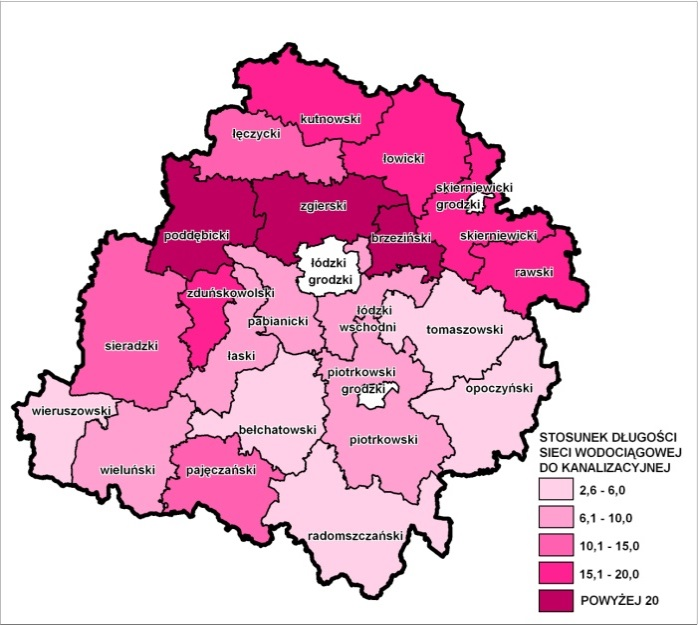 kutnowski
łęczycki
łowicki
skierniewicki
grodzki
zgierski
poddębicki
brzeziński
skierniewicki
łódzki
grodzki
rawski
zduńskowolski
łódzki
wschodni
pabianicki
tomaszowski
sieradzki
łaski
piotrkowski
grodzki
opoczyński
wieruszowski
bełchatowski
piotrkowski
wieluński
pajęczański
radomszczański
STOSUNEK DŁUGOŚCI
SIECI WODOCIĄGOWEJ
DO KANALIZACYJNEJ
2,6 - 6,0
6,1 - 10,0
10,1 - 15,0
15,1 - 20,0
POWYŻEJ 20